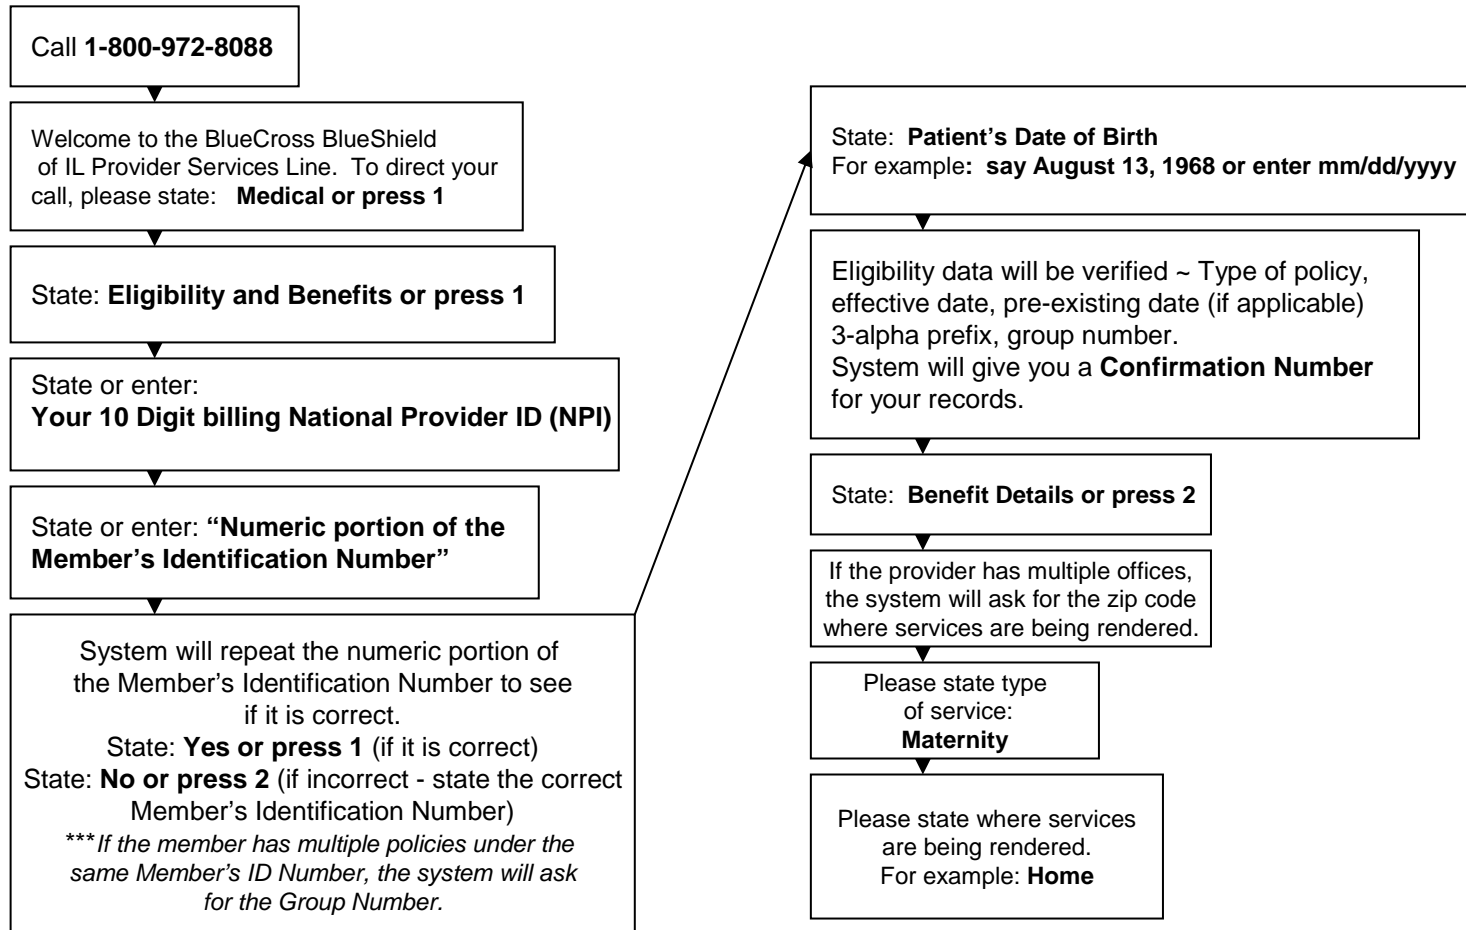 Call 1-800-972-8088
Welcome to the BlueCross BlueShield
of IL Provider Services Line.  To direct your
call, please state:   Medical or press 1
State: Eligibility and Benefits or press 1
State or enter:
Your 10 Digit billing National Provider ID (NPI)
State or enter: “Numeric portion of the
Member’s Identification Number”
System will repeat the numeric portion of
the Member’s Identification Number to see
if it is correct.
State: Yes or press 1 (if it is correct)
State: No or press 2 (if incorrect - state the correct
Member’s Identification Number)
***If the member has multiple policies under the
same Member’s ID Number, the system will ask
for the Group Number.
State:  Patient’s Date of Birth
For example:  say August 13, 1968 or enter mm/dd/yyyy
Eligibility data will be verified ~ Type of policy,
effective date, pre-existing date (if applicable)
3-alpha prefix, group number.
System will give you a Confirmation Number
for your records.
State:  Benefit Details or press 2
If the provider has multiple offices,
the system will ask for the zip code
where services are being rendered.
Please state type
of service:
Maternity
Please state where services
are being rendered.
For example: Home